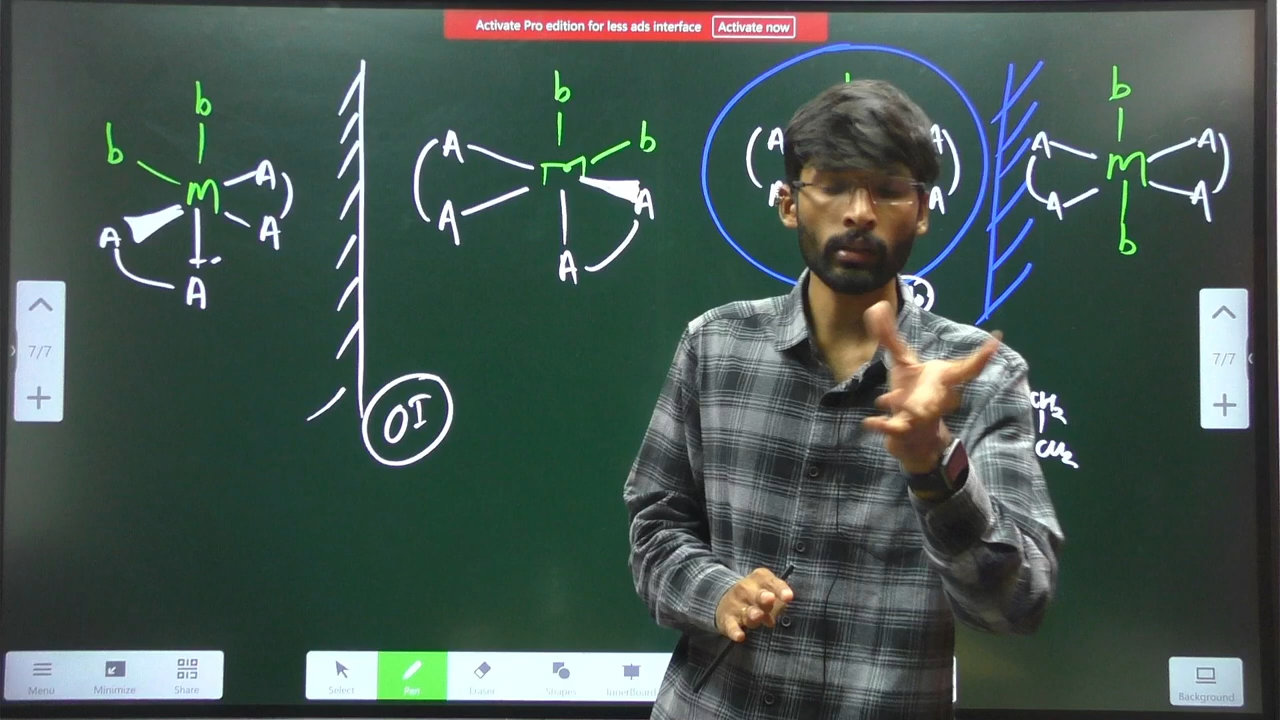 Activate Pro edition for less ads interface Activate now
b
b
M
A
A
A
A
OI
b
b
A
A
M
A
A
A
A
A
A
b
A
A
M
A
A
b
CH2
CH2
7/7
7/7
Menu
Minimize
Share
Select
Pen
Eraser
Shapes
InnerBoard
Background